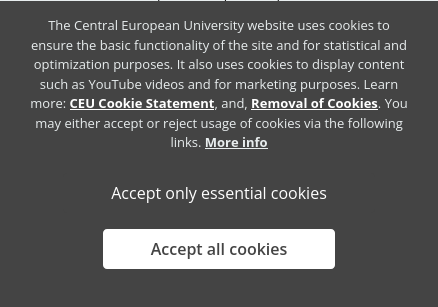 The Central European University website uses cookies to
ensure the basic functionality of the site and for statistical and
optimization purposes. It also uses cookies to display content
such as YouTube videos and for marketing purposes. Learn
more: CEU Cookie Statement, and, Removal of Cookies. You
may either accept or reject usage of cookies via the following
links. More info
Accept only essential cookies
Accept all cookies